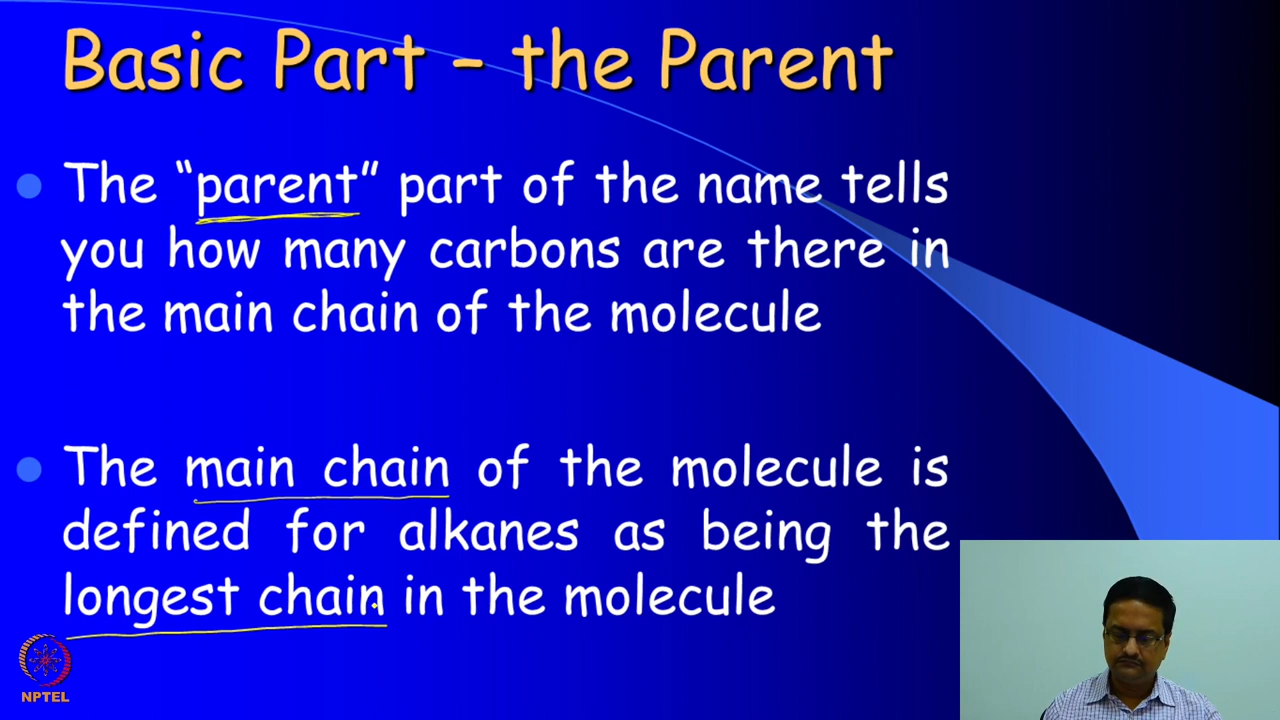 Basic Part – the Parent
The “parent” part of the name tells
you how many carbons are there in
the main chain of the molecule
The main chain of the molecule is
defined for alkanes as being the
longest chain in the molecule
NPTEL